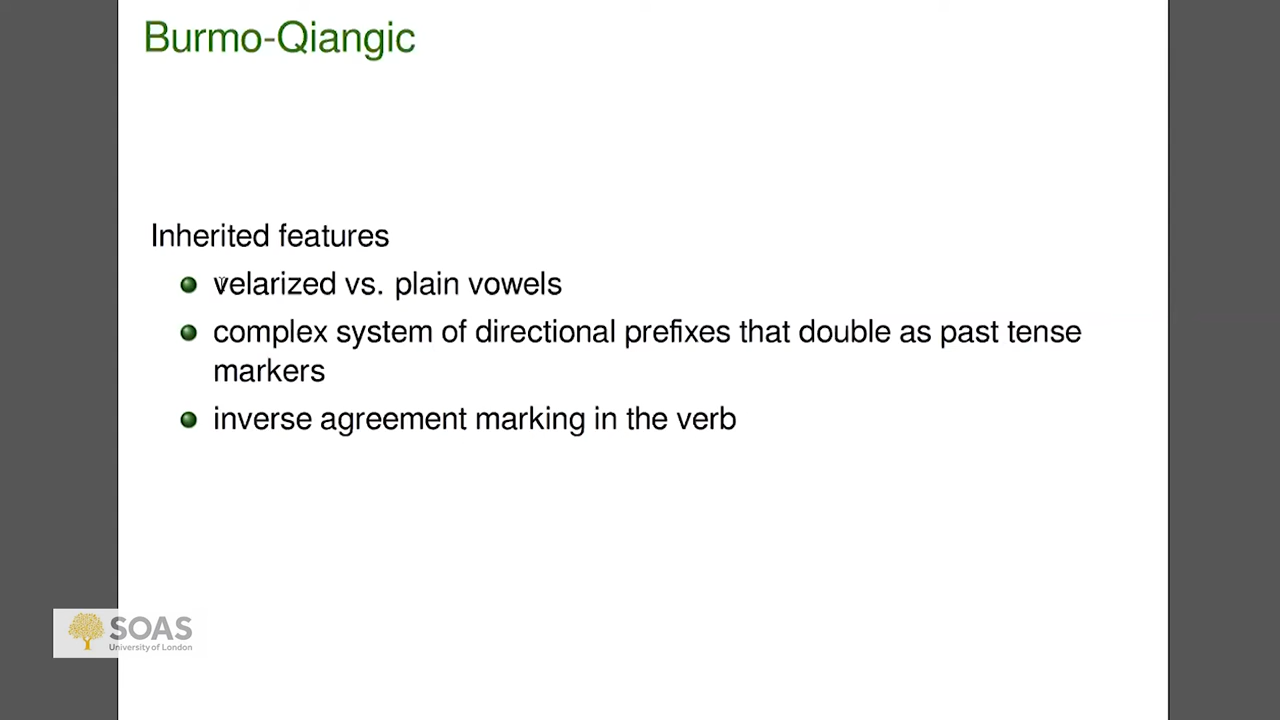 Burmo-Qiangic
Inherited features
velarized vs. plain vowels
complex system of directional prefixes that double as past tense
markers
inverse agreement marking in the verb
SOAS
University of London